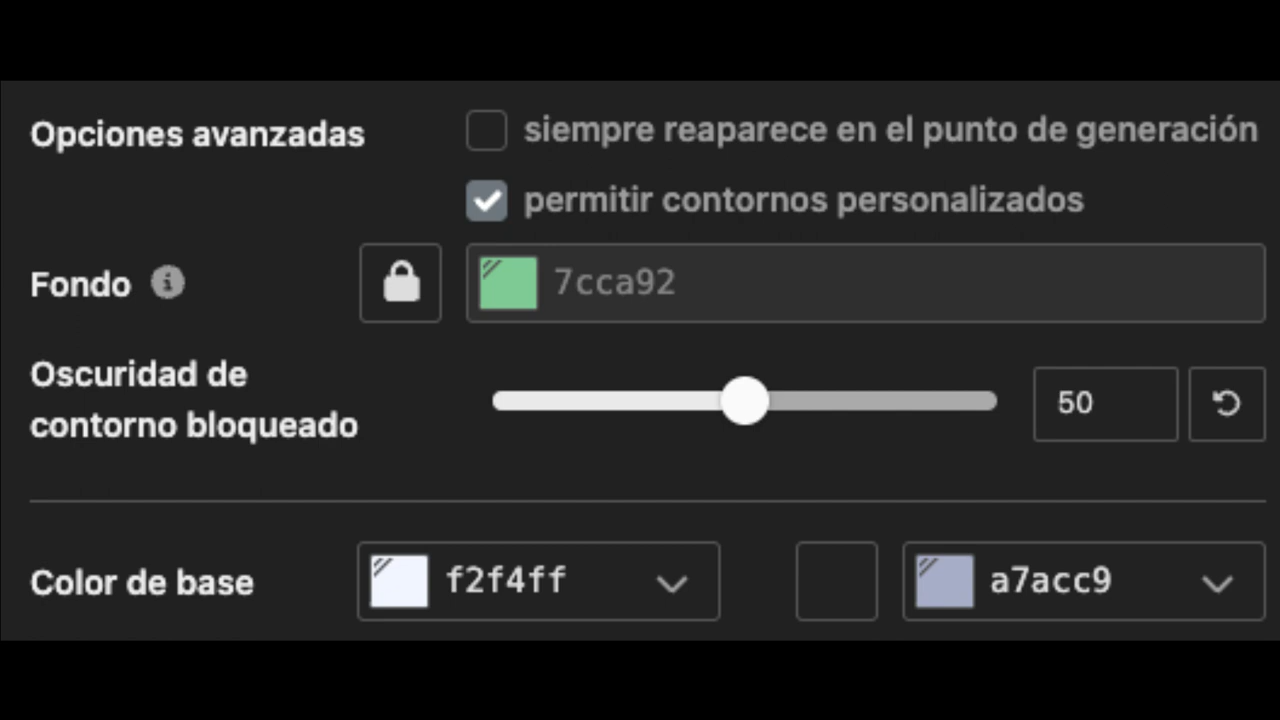 Opciones avanzadas
siempre reaparece en el punto de generación
permitir contornos personalizados
Fondo
7cca92
Oscuridad de
contorno bloqueado
50
Color de base
f2f4ff
a7acc9